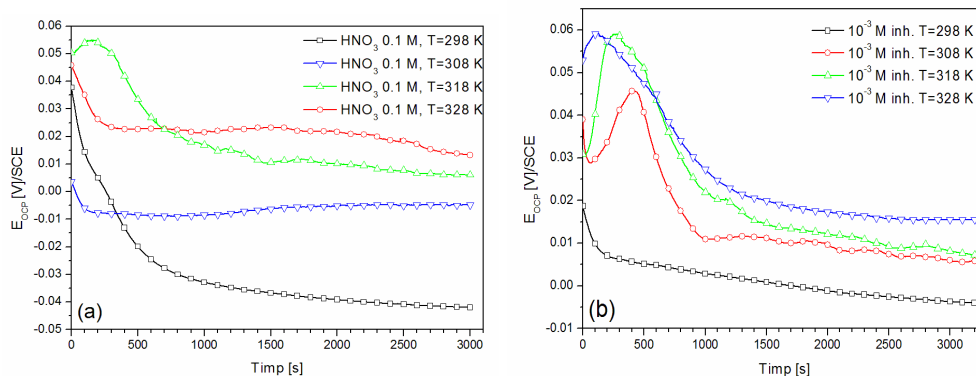 (a)
HNO3 0.1 M, T=298 K
HNO3 0.1 M, T=308 K
HNO3 0.1 M, T=318 K
HNO3 0.1 M, T=328 K
0.06
0.05
0.04
0.03
0.02
0.01
0.00
-0.01
-0.02
-0.03
-0.04
-0.05
EOCP [V]/SCE
0
500
1000
1500
2000
2500
3000
Timp [s]
(b)
10-3 M inh. T=298 K
10-3 M inh. T=308 K
10-3 M inh. T=318 K
10-3 M inh. T=328 K
0.06
0.05
0.04
0.03
0.02
0.01
0.00
-0.01
EOCP [V]/SCE
0
500
1000
1500
2000
2500
3000
Timp [s]